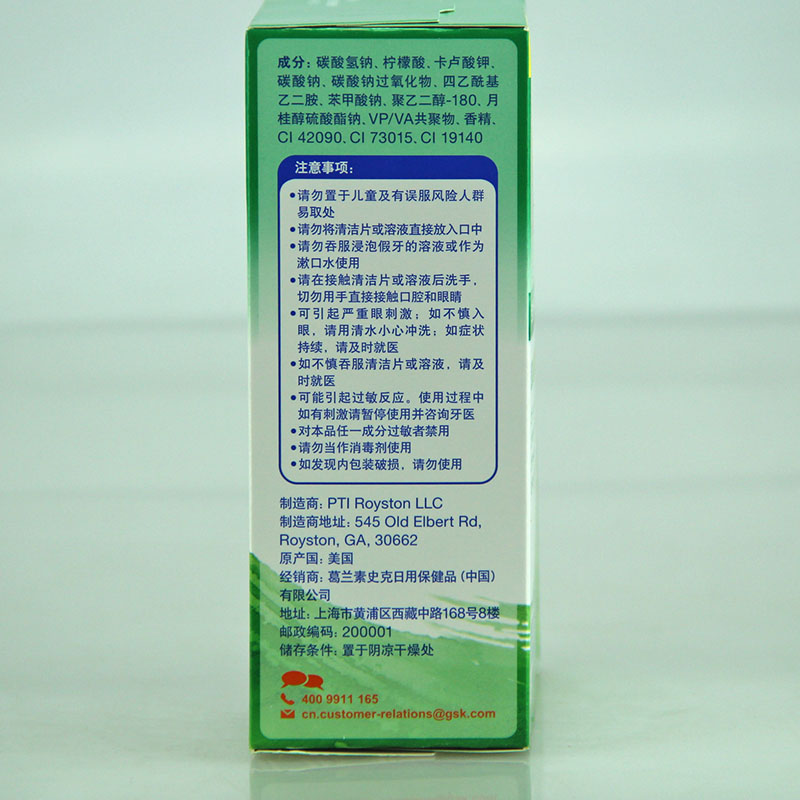 成分：碳酸氢钠、柠檬酸、卡卢酸钾、
碳酸钠、碳酸钠过氧化物、四乙酰基
乙二胺、苯甲酸钠、聚乙二醇-180、月
桂醇硫酸酯钠、VP/VA共聚物、香精、
CI 42090、CI 73015、CI 19140
注意事项：
●请勿置于儿童及有误服风险人群
易取处
●请勿将清洁片或溶液直接放入口中
●请勿吞服浸泡假牙的溶液或作为
漱口水使用
●请在接触清洁片或溶液后洗手，
切勿用手直接接触口腔和眼睛
●可引起严重眼刺激；如不慎入
眼，请用清水小心冲洗；如症状
持续，请及时就医
●如不慎吞服清洁片或溶液，请及
时就医
●可能引起过敏反应。使用过程中
如有刺激请暂停使用并咨询牙医
●对本品任一成分过敏者禁用
●请勿当作消毒剂使用
●如发现内包装破损，请勿使用
制造商：PTI Royston LLC
制造商地址：545 Old Elbert Rd,
Royston, GA, 30662
原产国：美国
经销商：葛兰素史克日用保健品（中国）
有限公司
地址：上海市黄浦区西藏中路168号8楼
邮政编码：200001
储存条件：置于阴凉干燥处
400 9911 165
cn.customer-relations@gsk.com